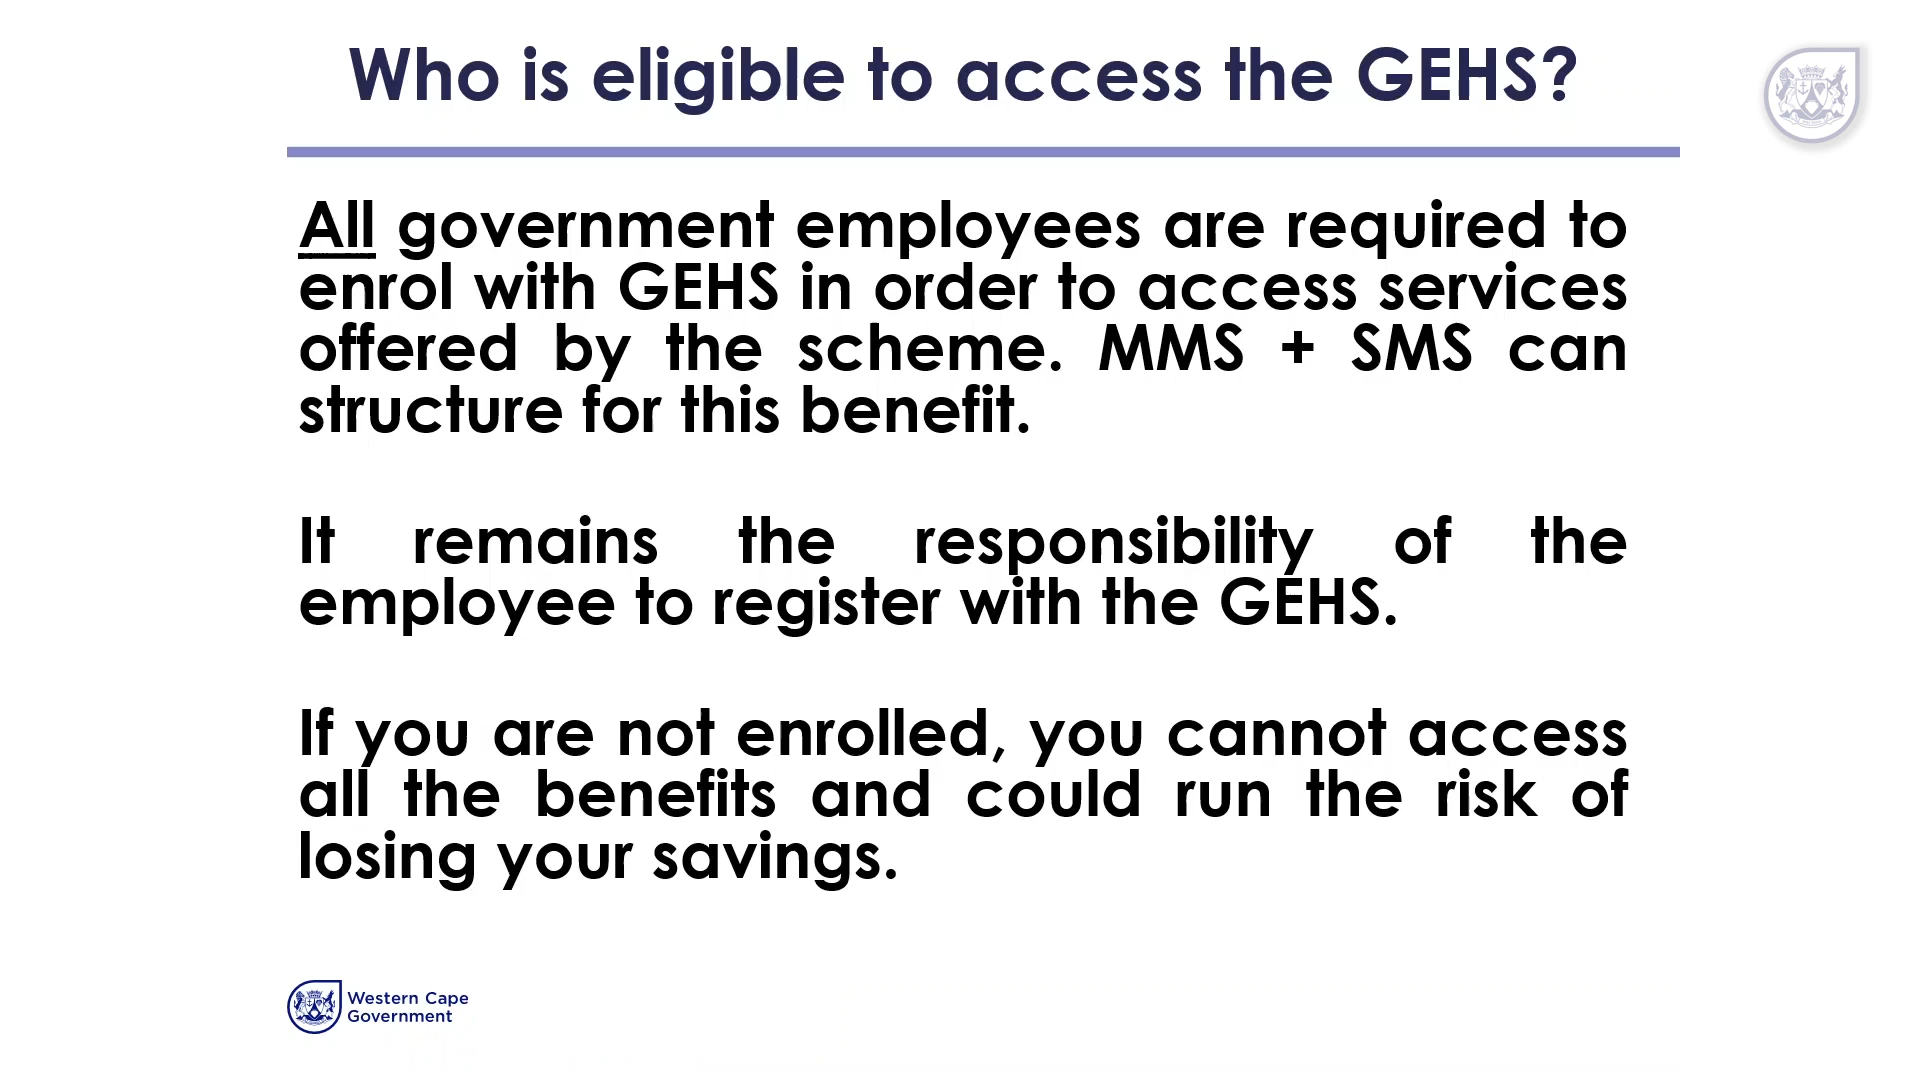 Who is eligible to access the GEHS?
All government employees are required to
enrol with GEHS in order to access services
offered by the scheme. MMS + SMS can
structure for this benefit.
It remains the responsibility of the
employee to register with the GEHS.
If you are not enrolled, you cannot access
all the benefits and could run the risk of
losing your savings.
Western Cape
Government